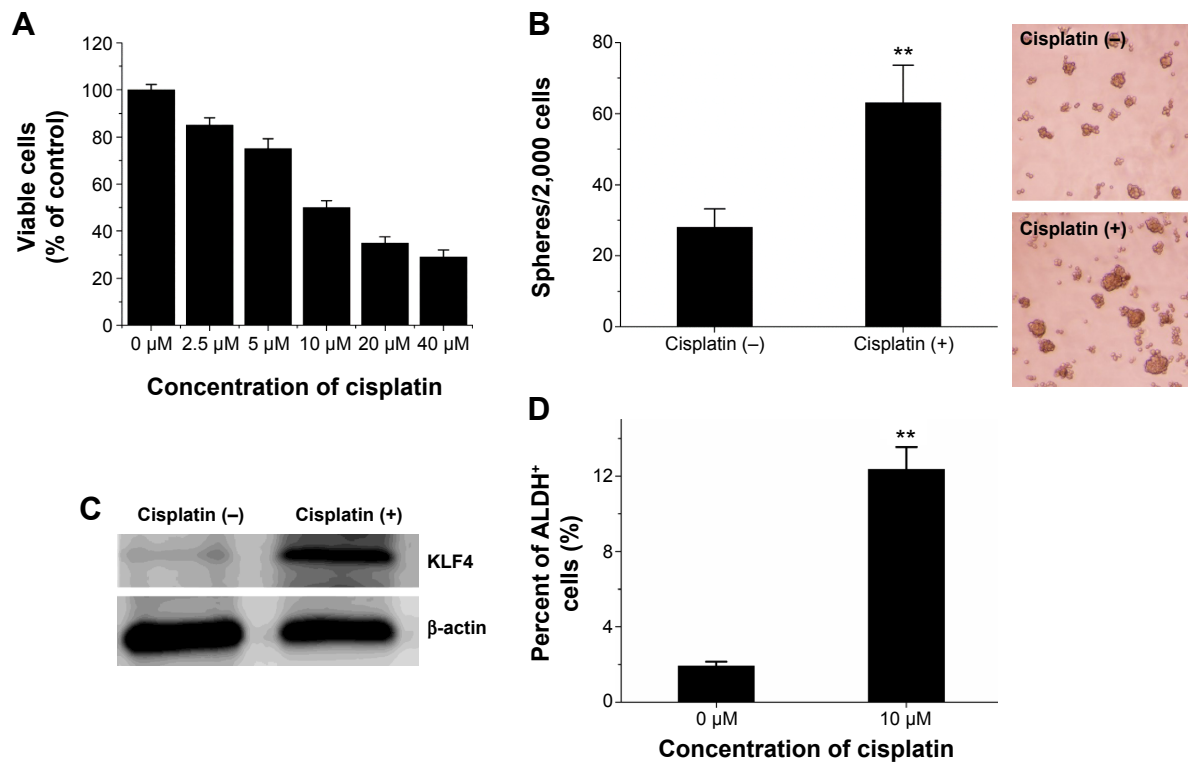 A
Viable cells
(% of control)
120
100
80
60
40
20
0
0 µM 2.5 µM 5 µM 10 µM 20 µM 40 µM
Concentration of cisplatin
B
Spheres/2,000 cells
80
60
40
20
0
**
Cisplatin (–) Cisplatin (+)
Cisplatin (–)
Cisplatin (+)
C
Cisplatin (–) Cisplatin (+)
KLF4
β-actin
D
Percent of ALDH⁺
cells (%)
12
8
4
0
**
0 µM 10 µM
Concentration of cisplatin